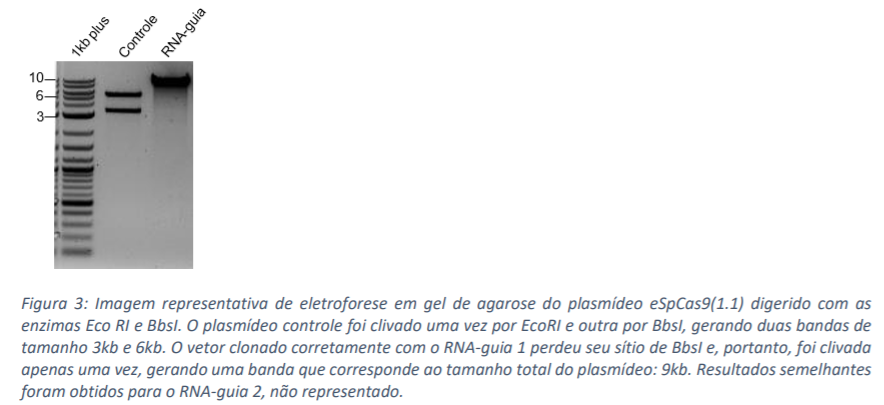 1kb plus
Controle
RNA-guia
10
6
3
Figura 3: Imagem representativa de eletroforese em gel de agarose do plasmídeo eSpCas9(1.1) digerido com as
enzimas Eco RI e BbsI. O plasmídeo controle foi clivado uma vez por EcoRI e outra por BbsI, gerando duas bandas de
tamanho 3kb e 6kb. O vetor clonado corretamente com o RNA-guia 1 perdeu seu sítio de BbsI e, portanto, foi clivada
apenas uma vez, gerando uma banda que corresponde ao tamanho total do plasmídeo: 9kb. Resultados semelhantes
foram obtidos para o RNA-guia 2, não representado.